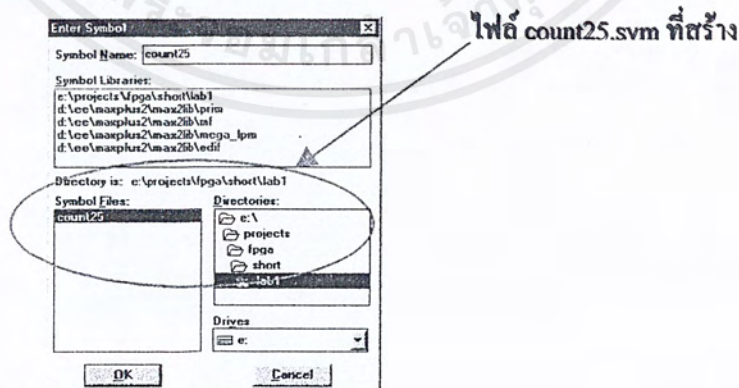 ไฟล์ count25.svm ที่สร้าง
Enter Symbol
Symbol Name: count25
Symbol Libraries:
e:\projects\fpga\short\lab1
d:\ee\maxplus2\max2lib\prim
d:\ee\maxplus2\max2lib\mf
d:\ee\maxplus2\max2lib\mega_lpm
d:\ee\maxplus2\max2lib\edif
Directory is: e:\projects\fpga\short\lab1
Symbol Files:
count25
Directories:
e:\
projects
fpga
short
lab1
Drives
e:
OK
Cancel